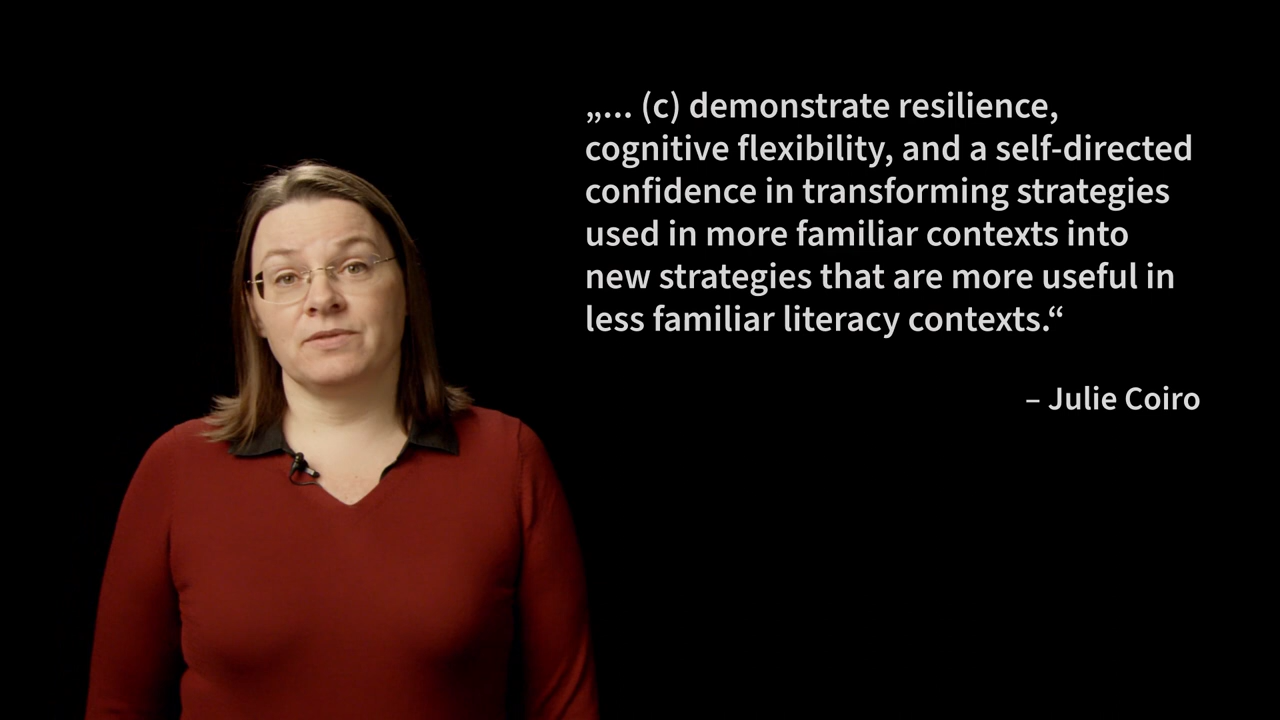 „... (c) demonstrate resilience,
cognitive flexibility, and a self-directed
confidence in transforming strategies
used in more familiar contexts into
new strategies that are more useful in
less familiar literacy contexts.“
– Julie Coiro